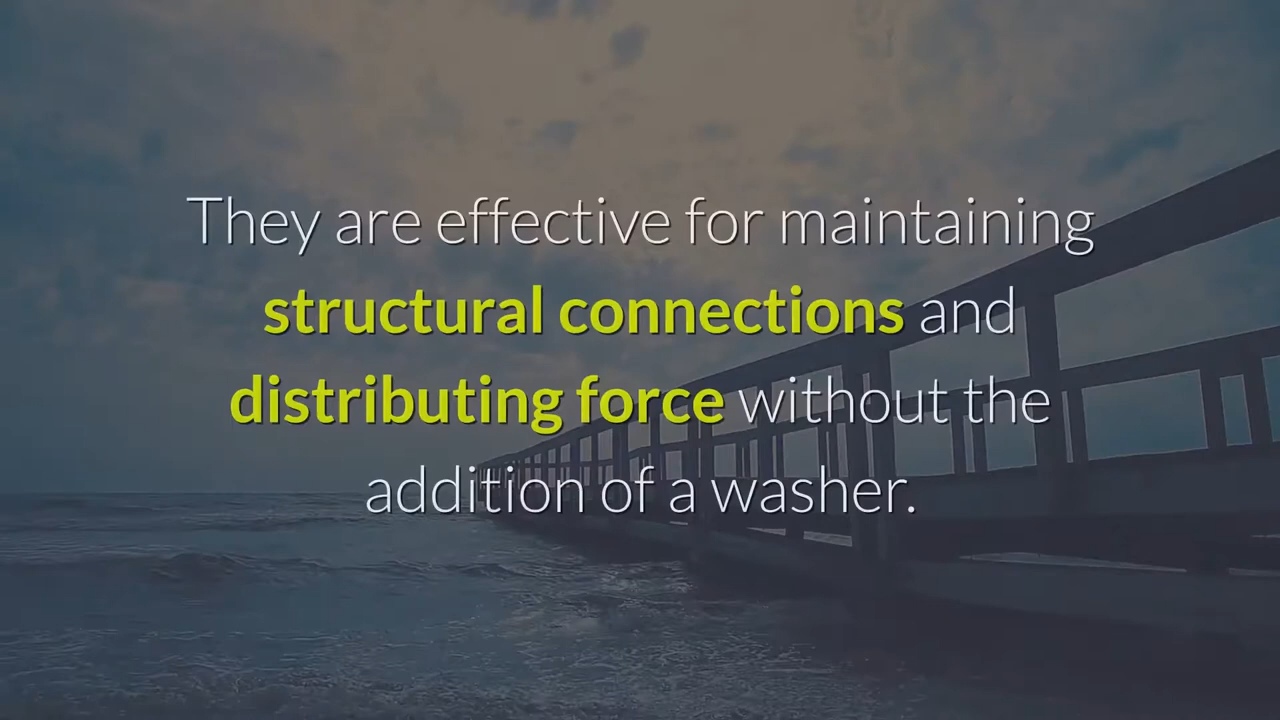 They are effective for maintaining
structural connections and
distributing force without the
addition of a washer.